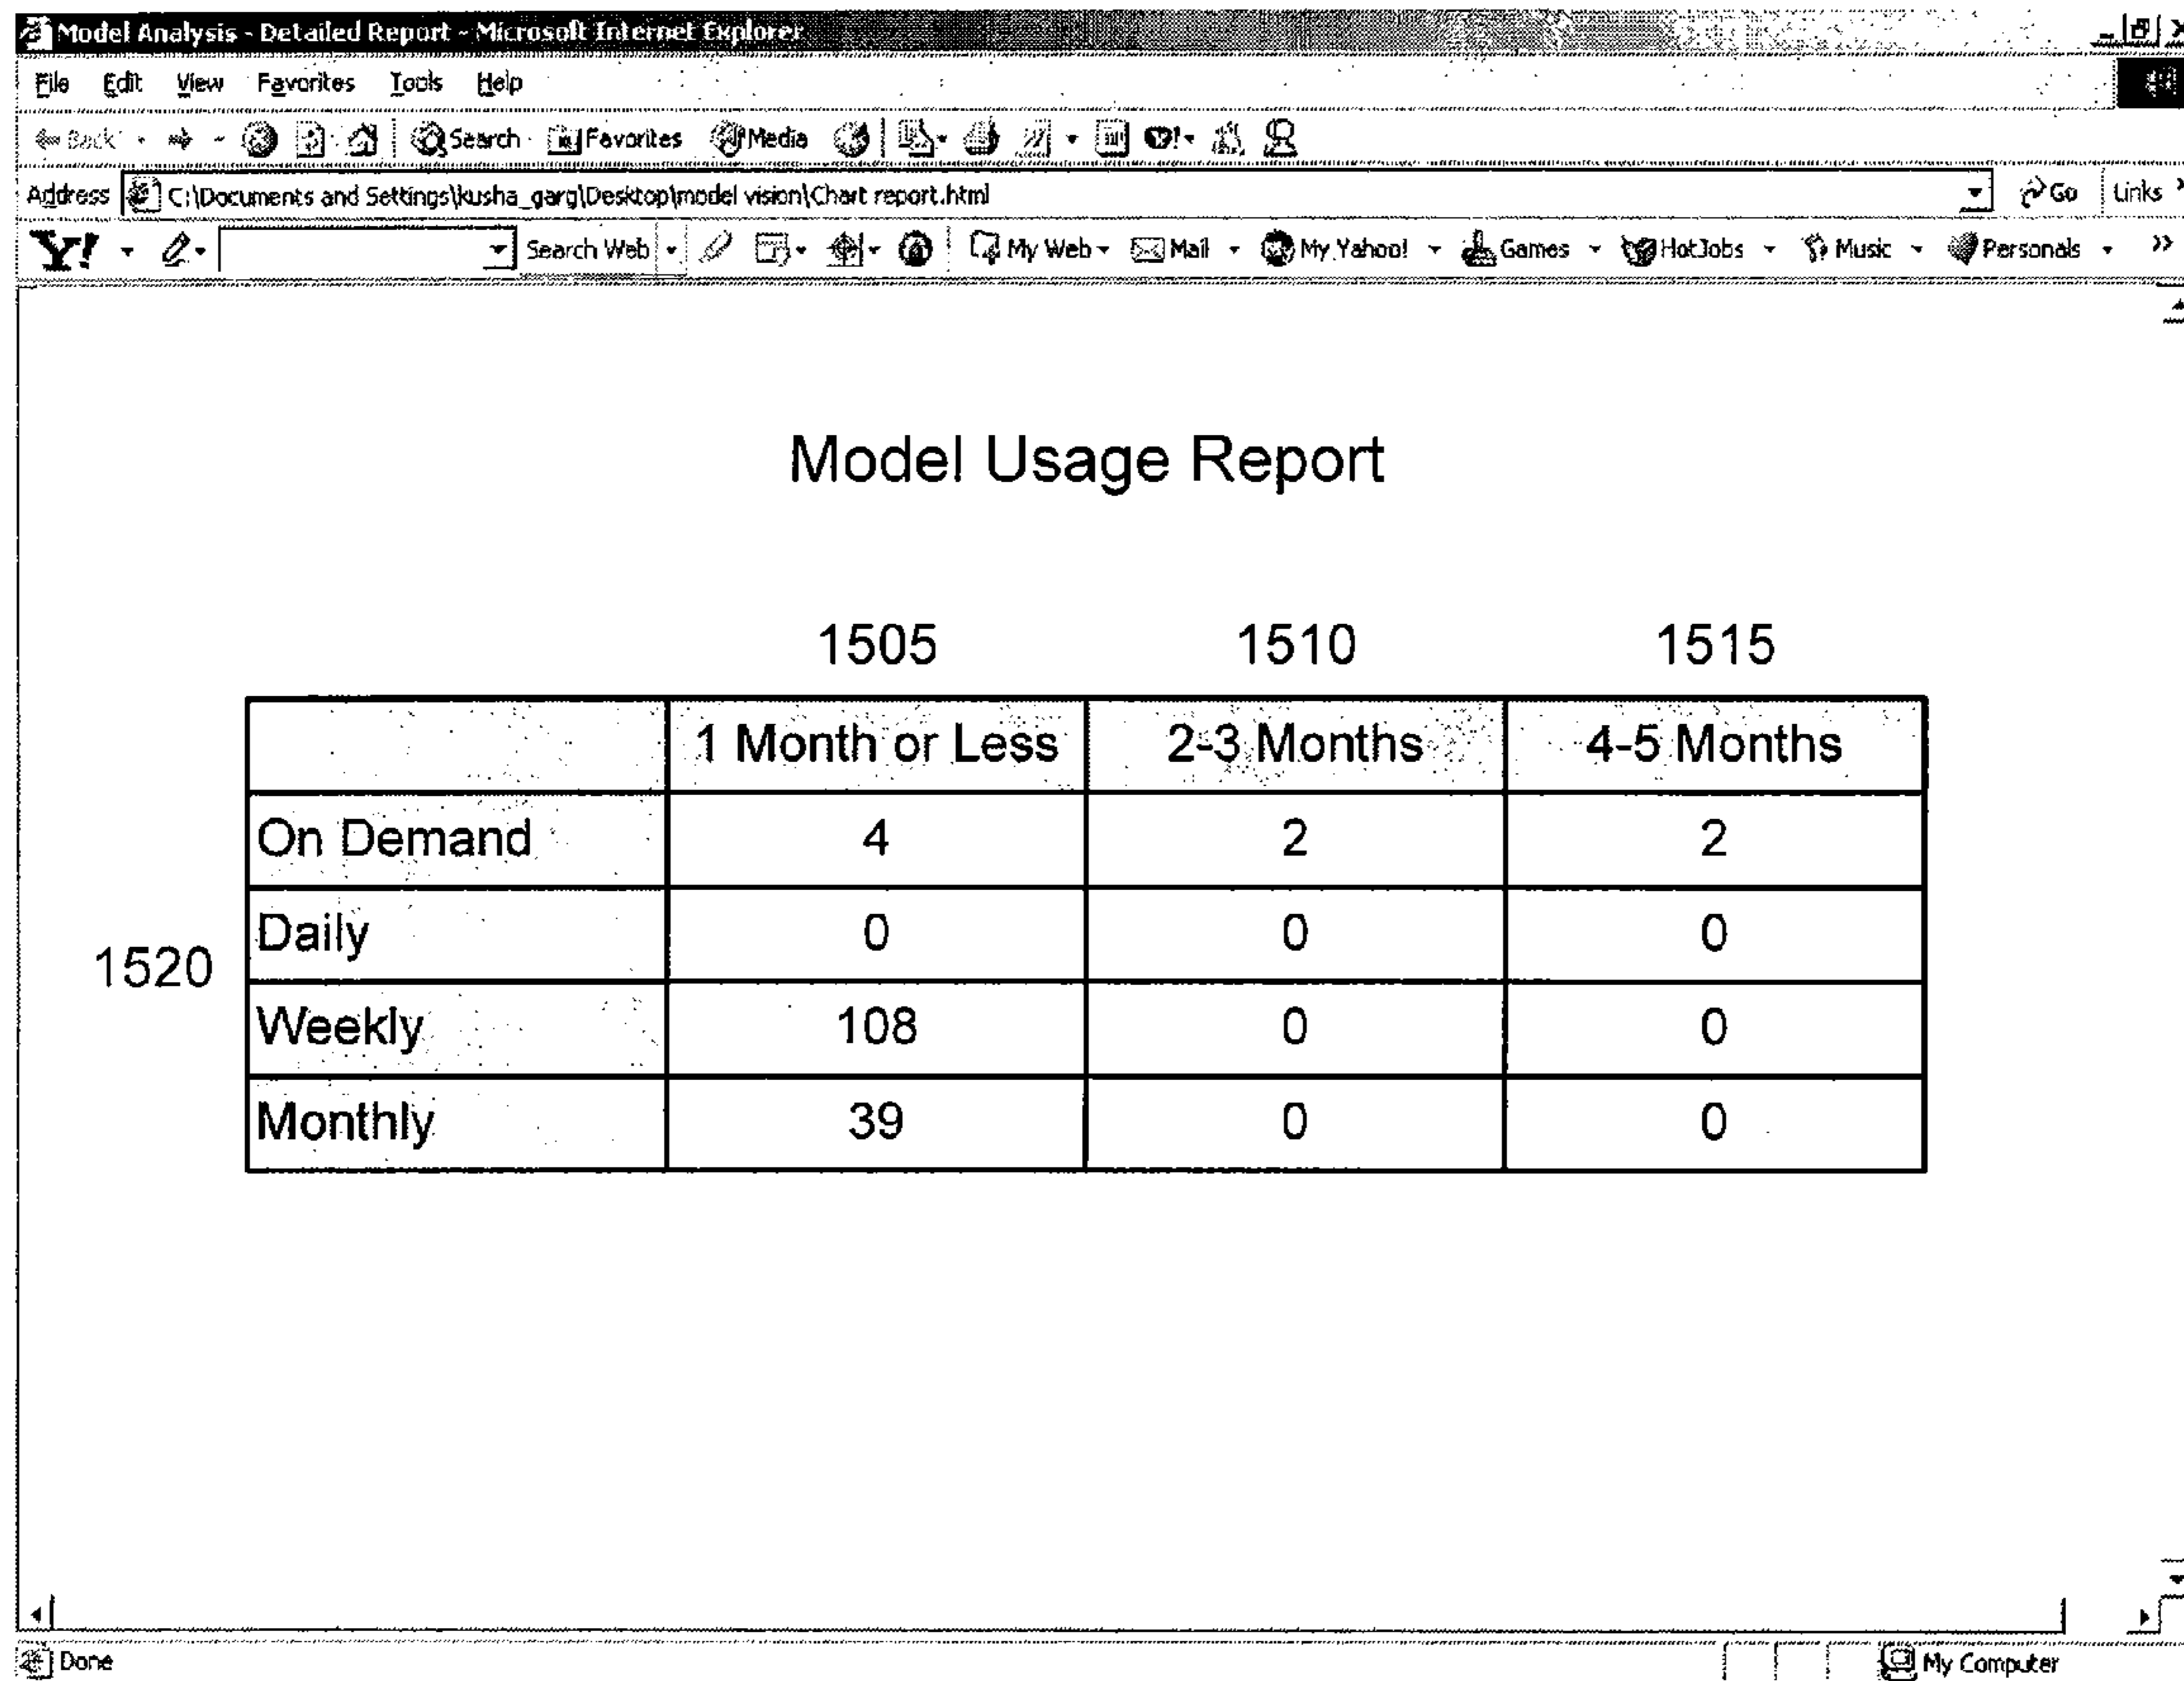 Model Analysis - Detailed Report - Microsoft Internet Explorer
File Edit View Favorites Tools Help
Back Search Favorites Media
Address C:\Documents and Settings\kusha_garg\Desktop\model vision\Chart report.html Go Links »
Y! Search Web My Web Mail My Yahoo! Games HotJobs Music Personals »
Model Usage Report
1505 1510 1515
1 Month or Less 2-3 Months 4-5 Months
On Demand 4 2 2
Daily 0 0 0
1520
Weekly 108 0 0
Monthly 39 0 0
Done My Computer